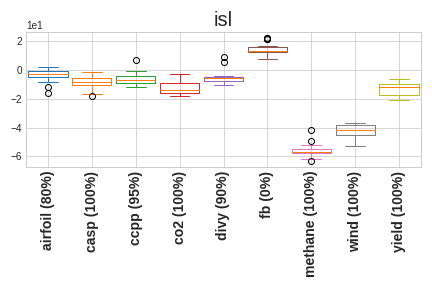 isl
1e1
2
0
−2
−4
−6
airfoil (80%)
casp (100%)
ccpp (95%)
co2 (100%)
divy (90%)
fb (0%)
methane (100%)
wind (100%)
yield (100%)